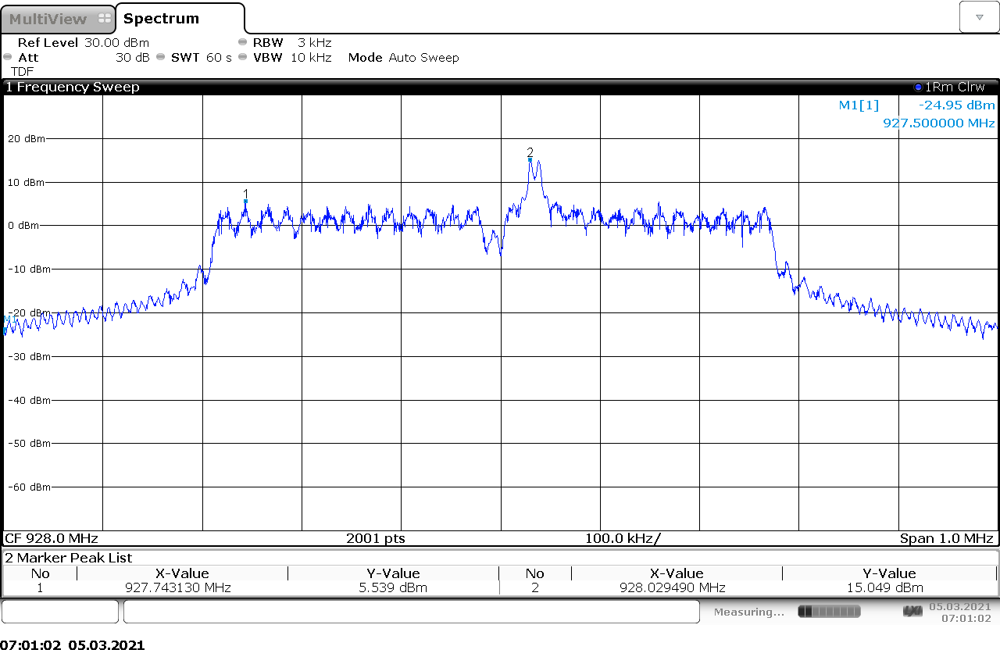 MultiView Spectrum
Ref Level 30.00 dBm RBW 3 kHz
Att 30 dB SWT 60 s VBW 10 kHz Mode Auto Sweep
TDF
1 Frequency Sweep 1Rm Clrw
M1[1] -24.95 dBm
927.500000 MHz
20 dBm
2
10 dBm
1
0 dBm
-10 dBm
-20 dBm
M1
-30 dBm
-40 dBm
-50 dBm
-60 dBm
CF 928.0 MHz 2001 pts 100.0 kHz/ Span 1.0 MHz
2 Marker Peak List
No X-Value Y-Value No X-Value Y-Value
1 927.743130 MHz 5.539 dBm 2 928.029490 MHz 15.049 dBm
Measuring... LXI 05.03.2021
07:01:02
07:01:02 05.03.2021